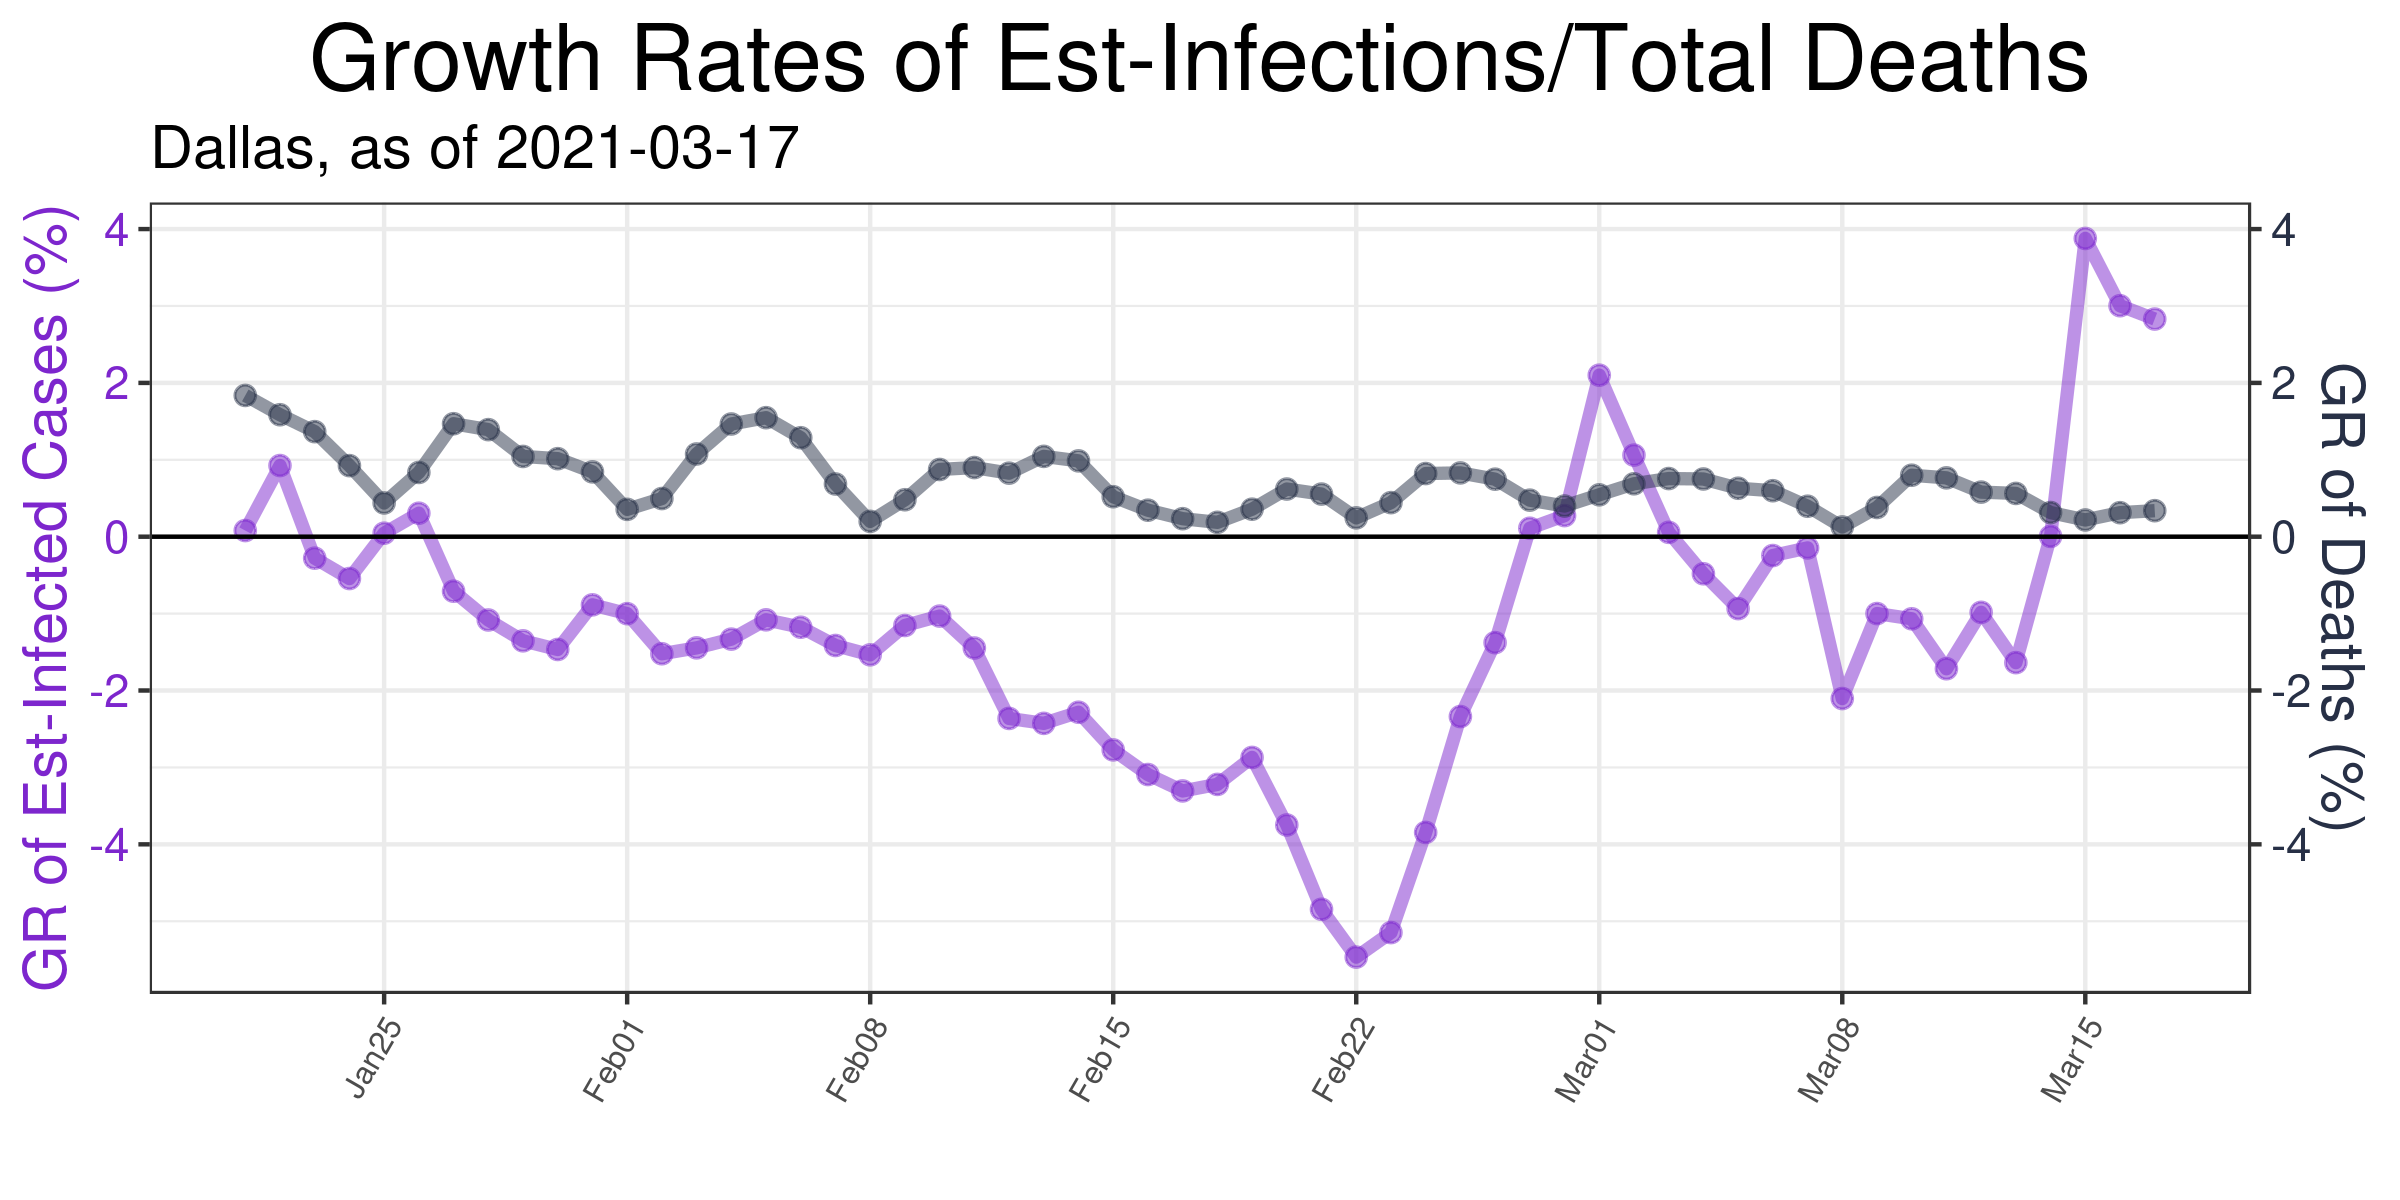 Growth Rates of Est-Infections/Total Deaths
Dallas, as of 2021-03-17
GR of Est-Infected Cases (%)
4
2
0
-2
-4
4
2
0
-2
-4
GR of Deaths (%)
Jan25
Feb01
Feb08
Feb15
Feb22
Mar01
Mar08
Mar15